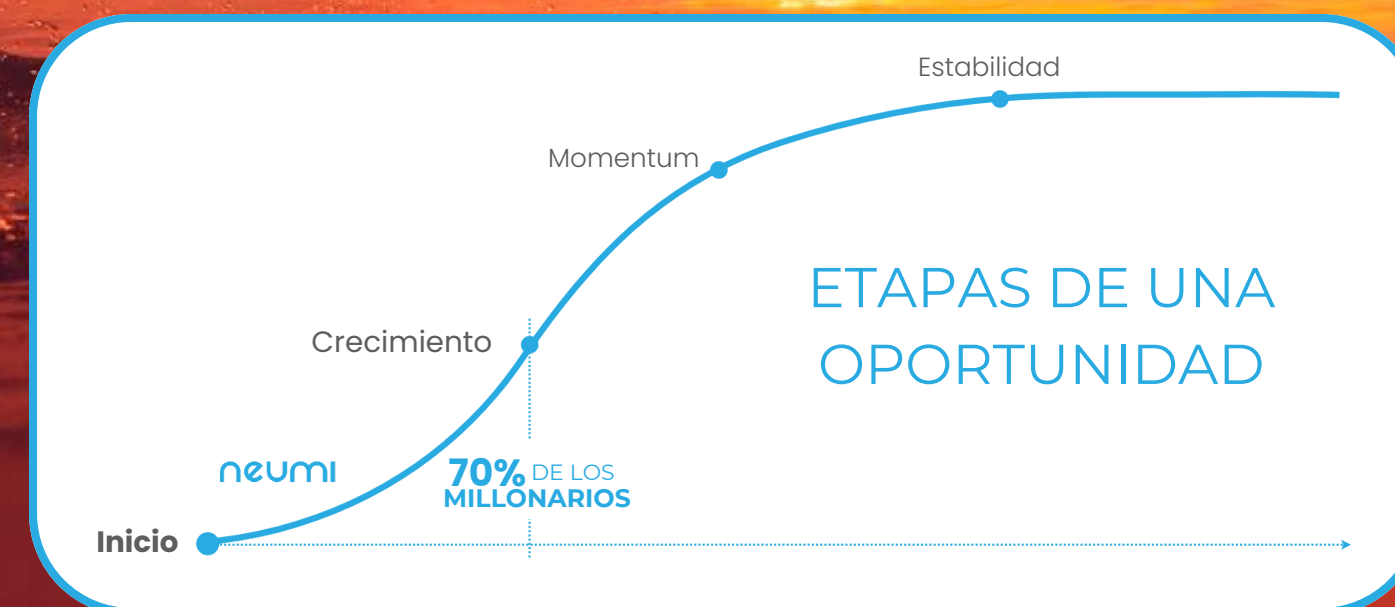 Estabilidad
Momentum
ETAPAS DE UNA
OPORTUNIDAD
Crecimiento
neumi
70% DE LOS
MILLONARIOS
Inicio